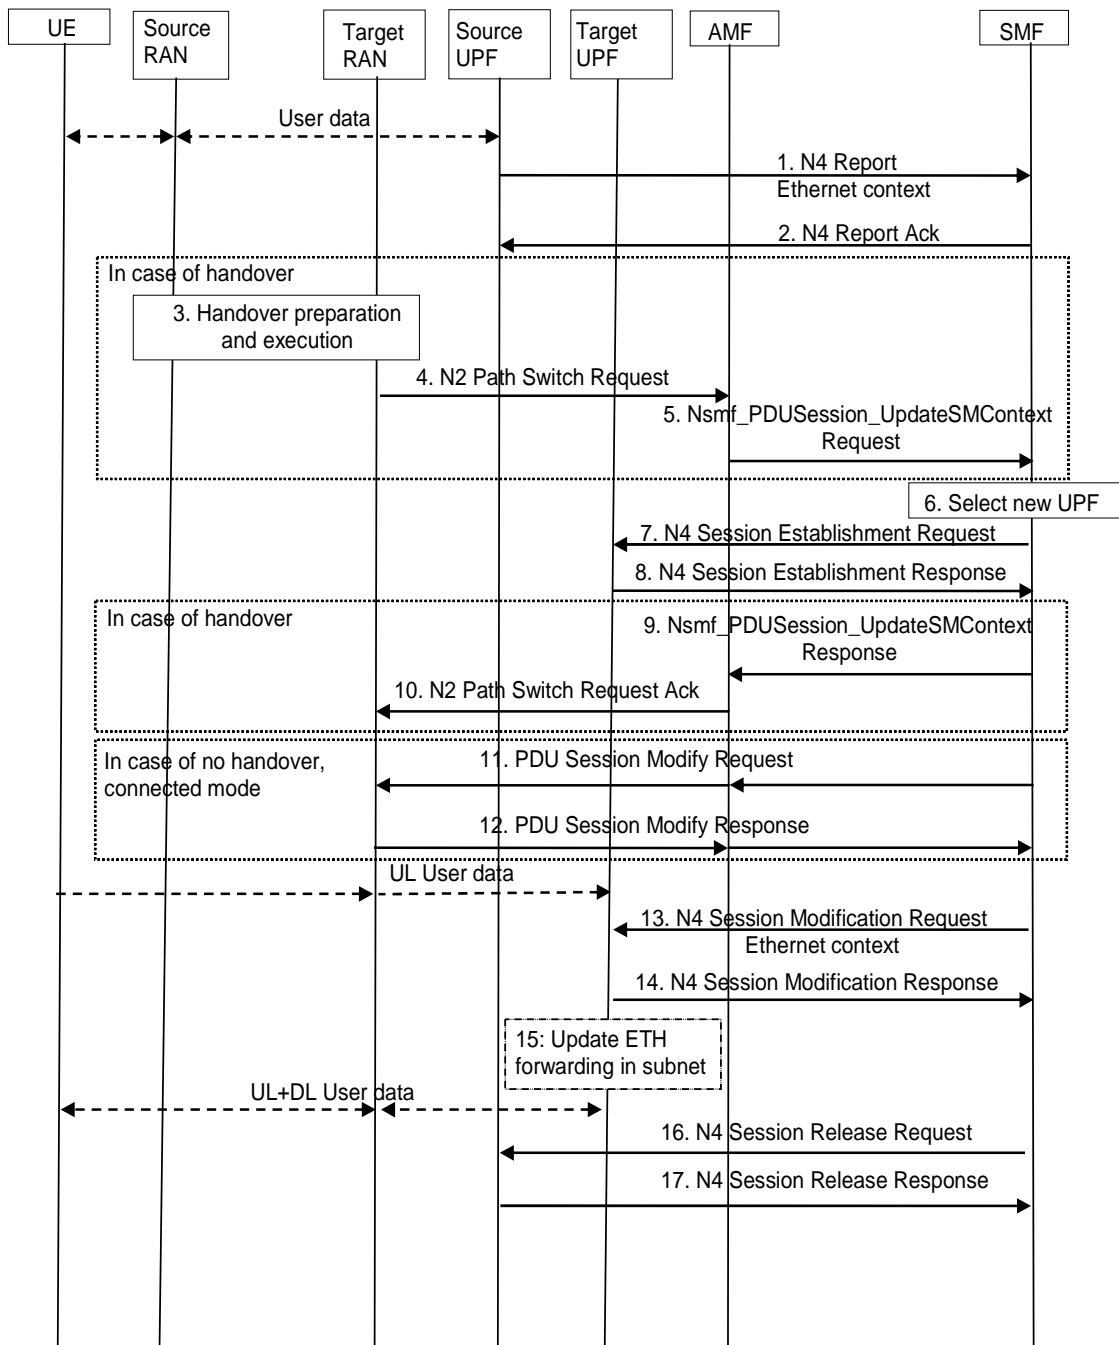 UE
Source
RAN
Target
RAN
Source
UPF
Target
UPF
AMF
SMF
User data
1. N4 Report
Ethernet context
2. N4 Report Ack
In case of handover
3. Handover preparation
and execution
4. N2 Path Switch Request
5. Nsmf_PDUSession_UpdateSMContext
Request
6. Select new UPF
7. N4 Session Establishment Request
8. N4 Session Establishment Response
In case of handover
9. Nsmf_PDUSession_UpdateSMContext
Response
10. N2 Path Switch Request Ack
In case of no handover,
connected mode
11. PDU Session Modify Request
12. PDU Session Modify Response
UL User data
13. N4 Session Modification Request
Ethernet context
14. N4 Session Modification Response
15: Update ETH
forwarding in subnet
UL+DL User data
16. N4 Session Release Request
17. N4 Session Release Response